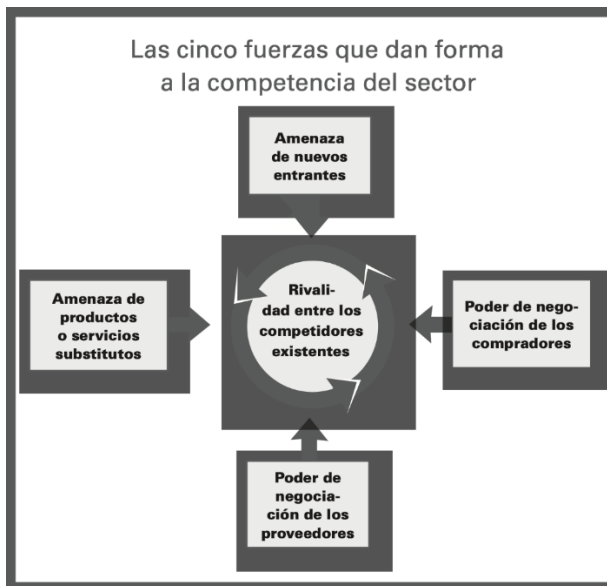 Las cinco fuerzas que dan forma
a la competencia del sector
Amenaza
de nuevos
entrantes
Amenaza de
productos
o servicios
substitutos
Rivali-
dad entre los
competidores
existentes
Poder de nego-
ciación de los
compradores
Poder de
negocia-
ción de los
proveedores